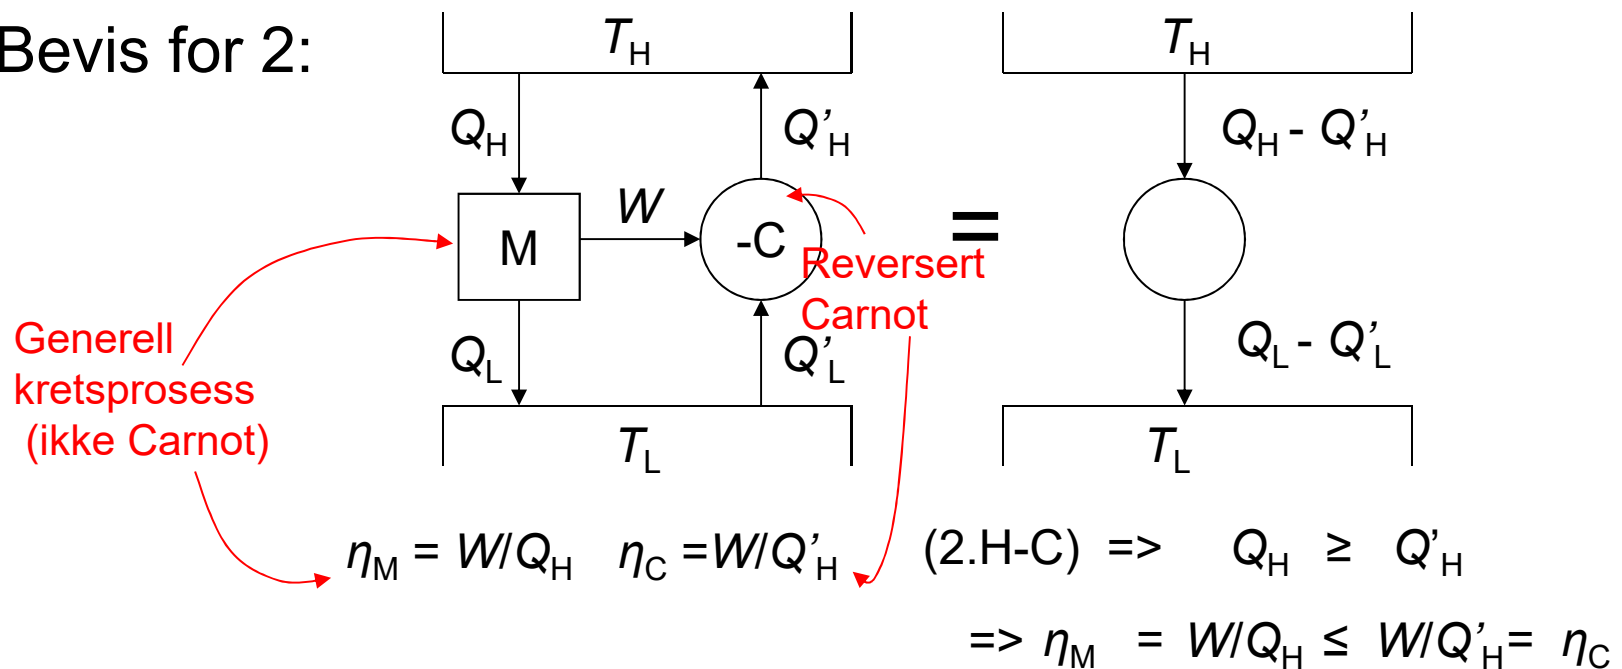 Bevis for 2:
T_H
T_H
Q_H
Q’_H
Q_H - Q’_H
W
M
-C
=
Reversert
Carnot
Generell
kretsprosess
(ikke Carnot)
Q_L
Q’_L
Q_L - Q’_L
T_L
T_L
η_M = W/Q_H η_C =W/Q’_H
(2.H-C) => Q_H ≥ Q’_H
=> η_M = W/Q_H ≤ W/Q’_H = η_C